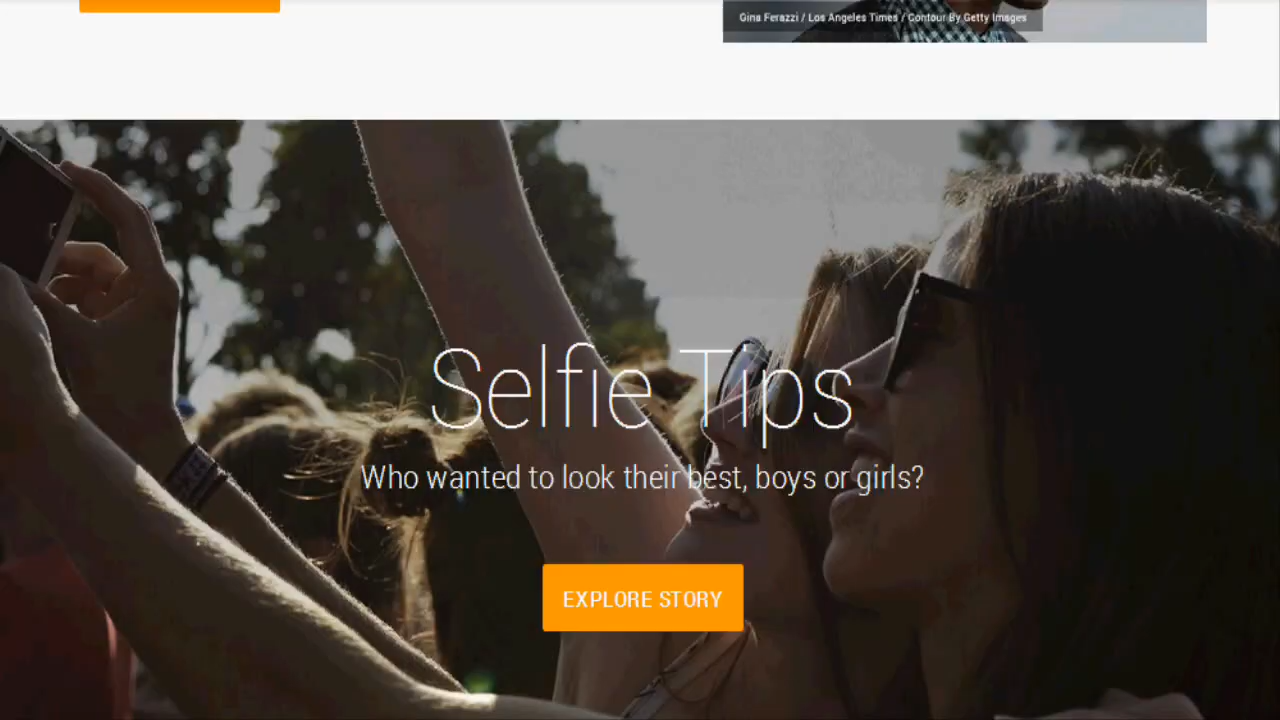 Gina Ferazzi / Los Angeles Times / Contour By Getty Images
Selfie Tips
Who wanted to look their best, boys or girls?
EXPLORE STORY